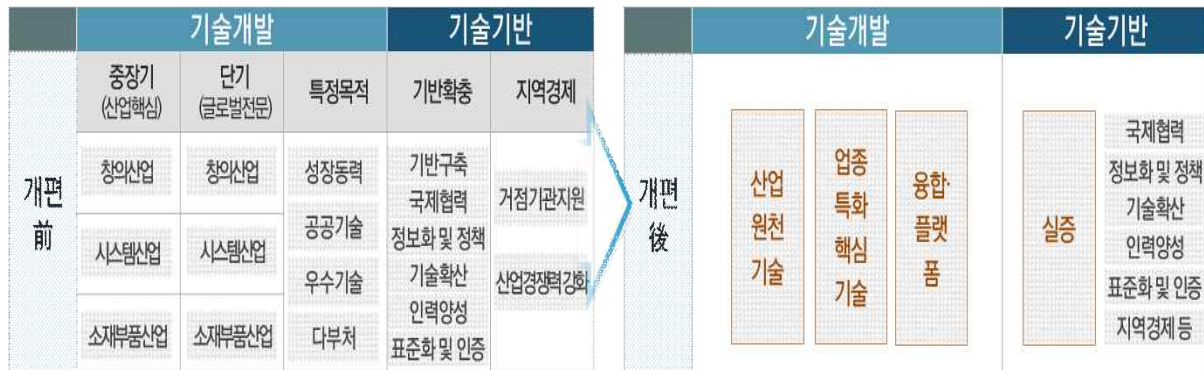 기술개발 기술기반
중장기 단기 특정목적 기반확충 지역경제
(산업핵심) (글로벌전문)
개편
前
창의산업 창의산업 성장동력 기반구축
국제협력 거점기관지원
시스템산업 시스템산업 공공기술 정보화 및 정책
우수기술 기술확산 산업경쟁력강화
인력양성
소재부품산업 소재부품산업 다부처 표준화 및 인증
개편
後
기술개발 기술기반
산업
원천
기술
업종
특화
핵심
기술
융합·
플랫
폼
실증
국제협력
정보화 및 정책
기술확산
인력양성
표준화 및 인증
지역경제 등